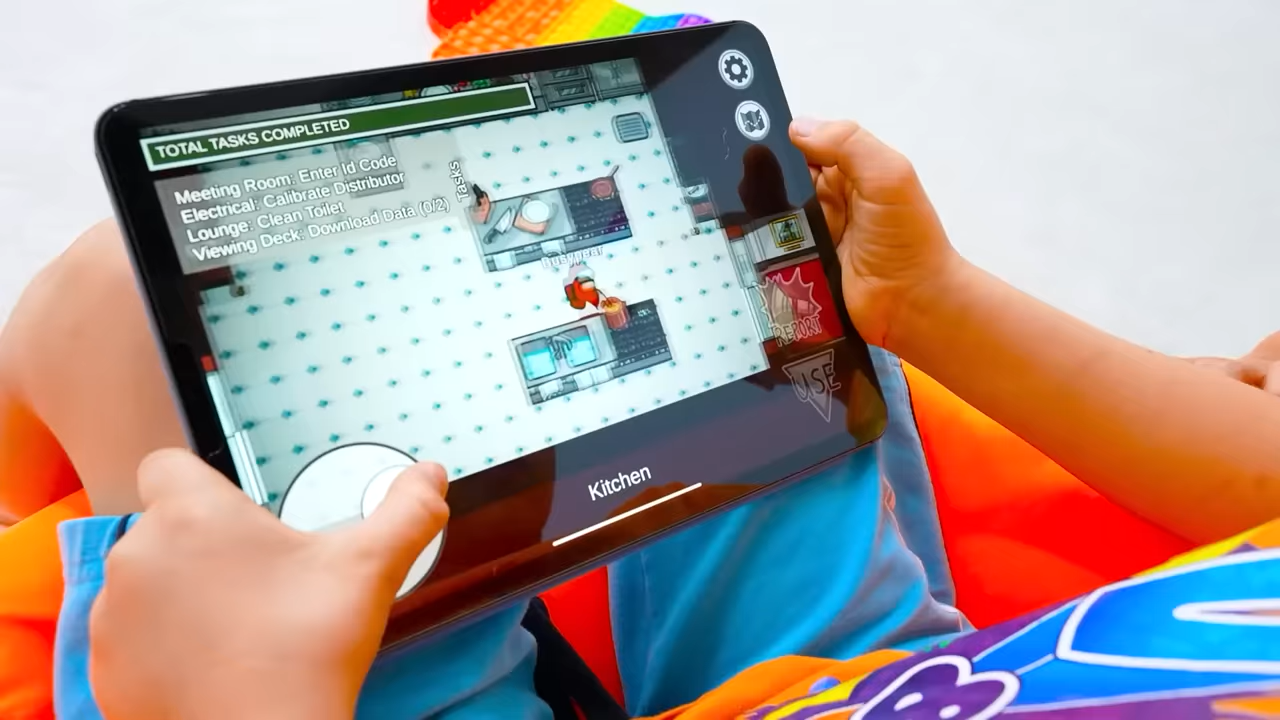 TOTAL TASKS COMPLETED
Meeting Room: Enter Id Code
Electrical: Calibrate Distributor
Lounge: Clean Toilet
Viewing Deck: Download Data (0/2)
Tasks
REPORT
USE
Kitchen